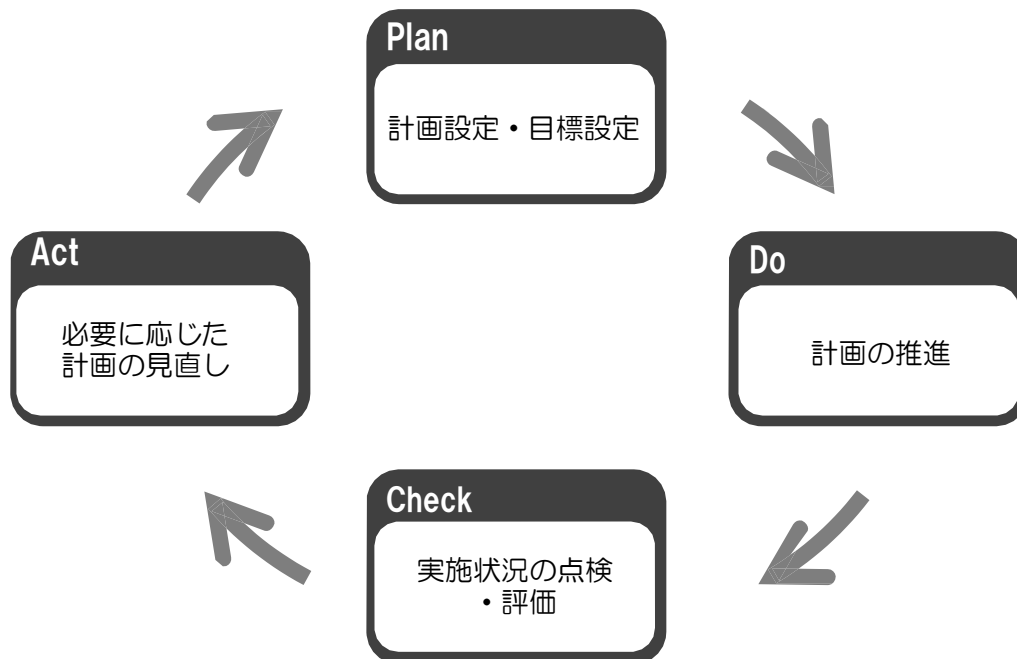 Plan
計画設定・目標設定
Act
必要に応じた
計画の見直し
Do
計画の推進
Check
実施状況の点検
・評価